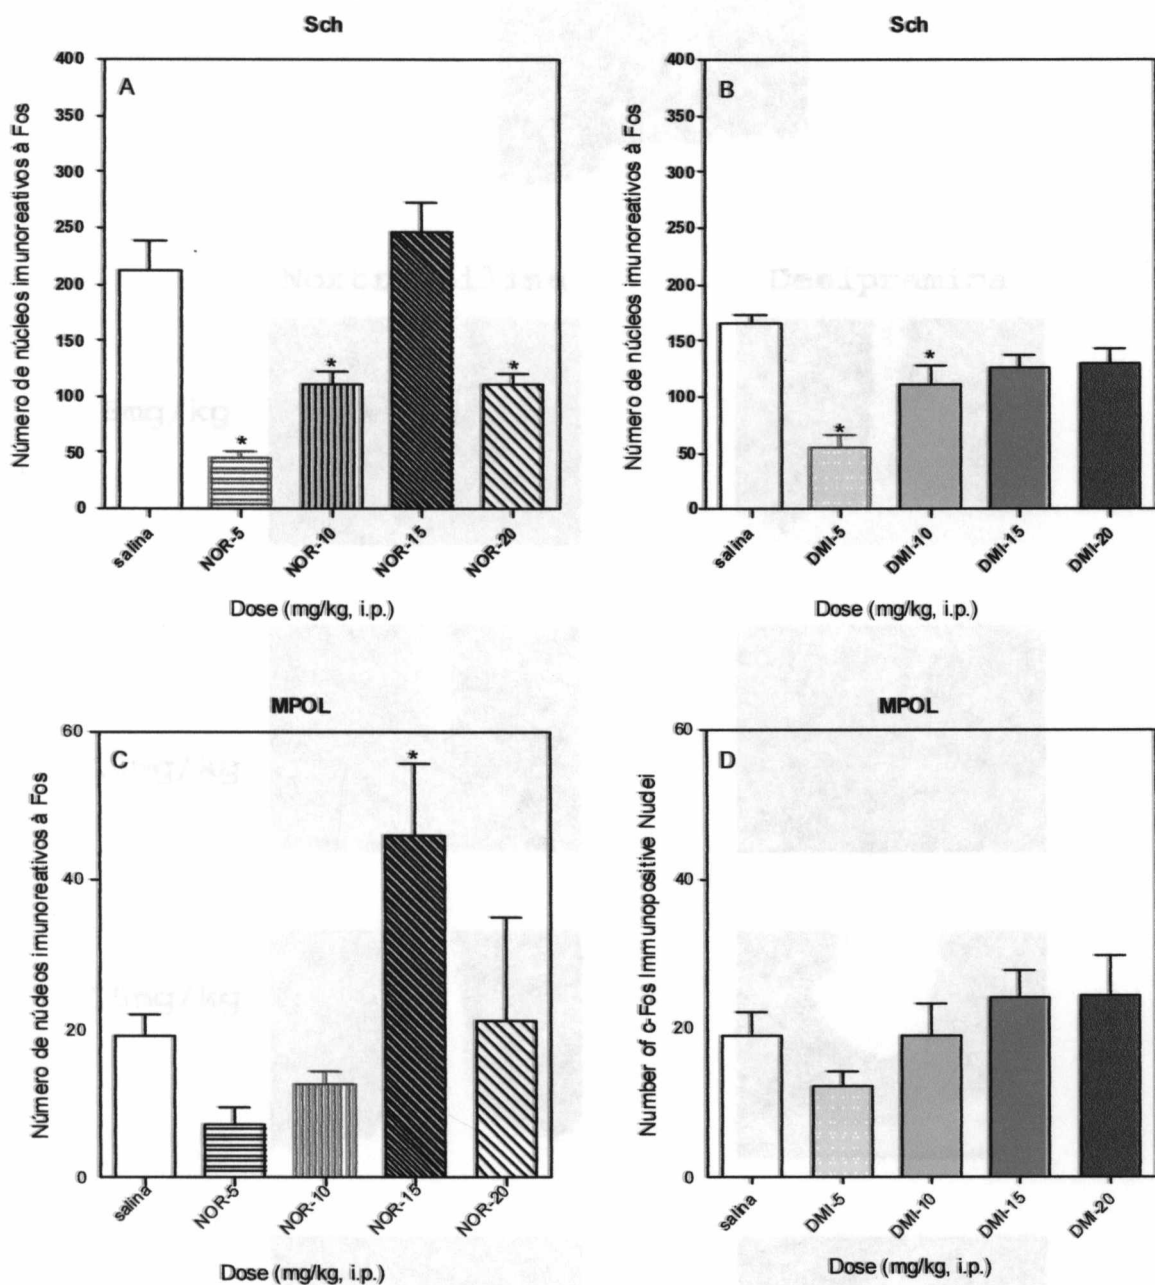 Sch
A
Número de núcleos imunoreativos à Fos
400
350
300
250
200
150
100
50
0
*
*
*
salina
NOR-5
NOR-10
NOR-15
NOR-20
Dose (mg/kg, i.p.)
Sch
B
Número de núcleos imunoreativos à Fos
400
350
300
250
200
150
100
50
0
*
*
salina
DMI-5
DMI-10
DMI-15
DMI-20
Dose (mg/kg, i.p.)
MPOL
C
Número de núcleos imunoreativos à Fos
60
40
20
0
*
salina
NOR-5
NOR-10
NOR-15
NOR-20
Dose (mg/kg, i.p.)
MPOL
D
Number of c-Fos Immunopositive Nuclei
60
40
20
0
salina
DMI-5
DMI-10
DMI-15
DMI-20
Dose (mg/kg, i.p.)